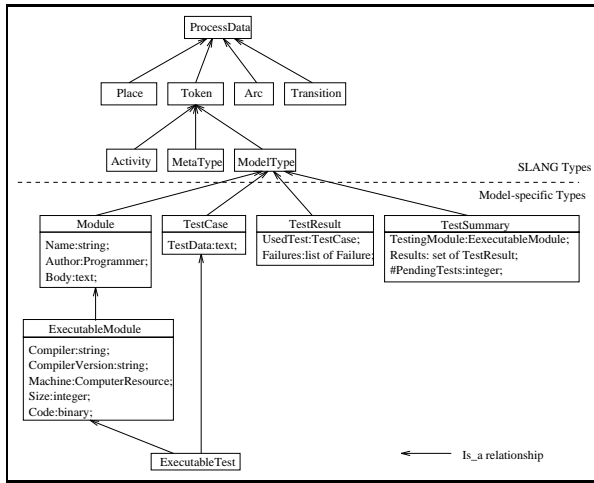 ProcessData
Place
Token
Arc
Transition
Activity
MetaType
ModelType
SLANG Types
Model-specific Types
Module
Name:string;
Author:Programmer;
Body:text;
TestCase
TestData:text;
TestResult
UsedTest:TestCase;
Failures:list of Failure;
TestSummary
TestingModule:EexecutableModule;
Results: set of TestResult;
#PendingTests:integer;
ExecutableModule
Compiler:string;
CompilerVersion:string;
Machine:ComputerResource;
Size:integer;
Code:binary;
ExecutableTest
Is_a relationship